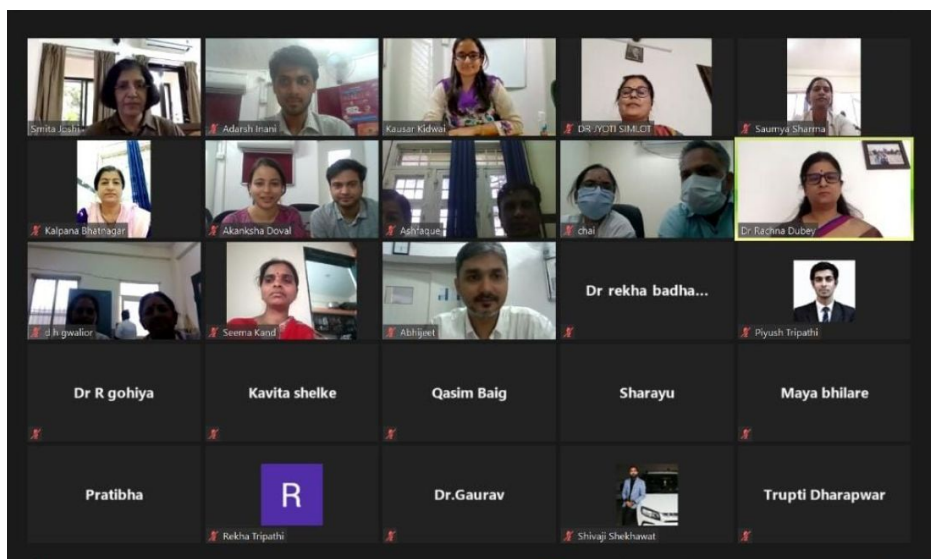 Smita Joshi
Adarsh Inani
Kausar Kidwai
DR JYOTI SIMLOT
Saumya Sharma
Kalpana Bhatnagar
Akanksha Doval
Ashfaque
chai
Dr Rachna Dubey
d h gwalior
Seema Kand
Abhijeet
Dr rekha badha...
Piyush Tripathi
Dr R gohiya
Kavita shelke
Qasim Baig
Sharayu
Maya bhilare
Pratibha
R
Rekha Tripathi
Dr.Gaurav
Shivaji Shekhawat
Trupti Dharapwar